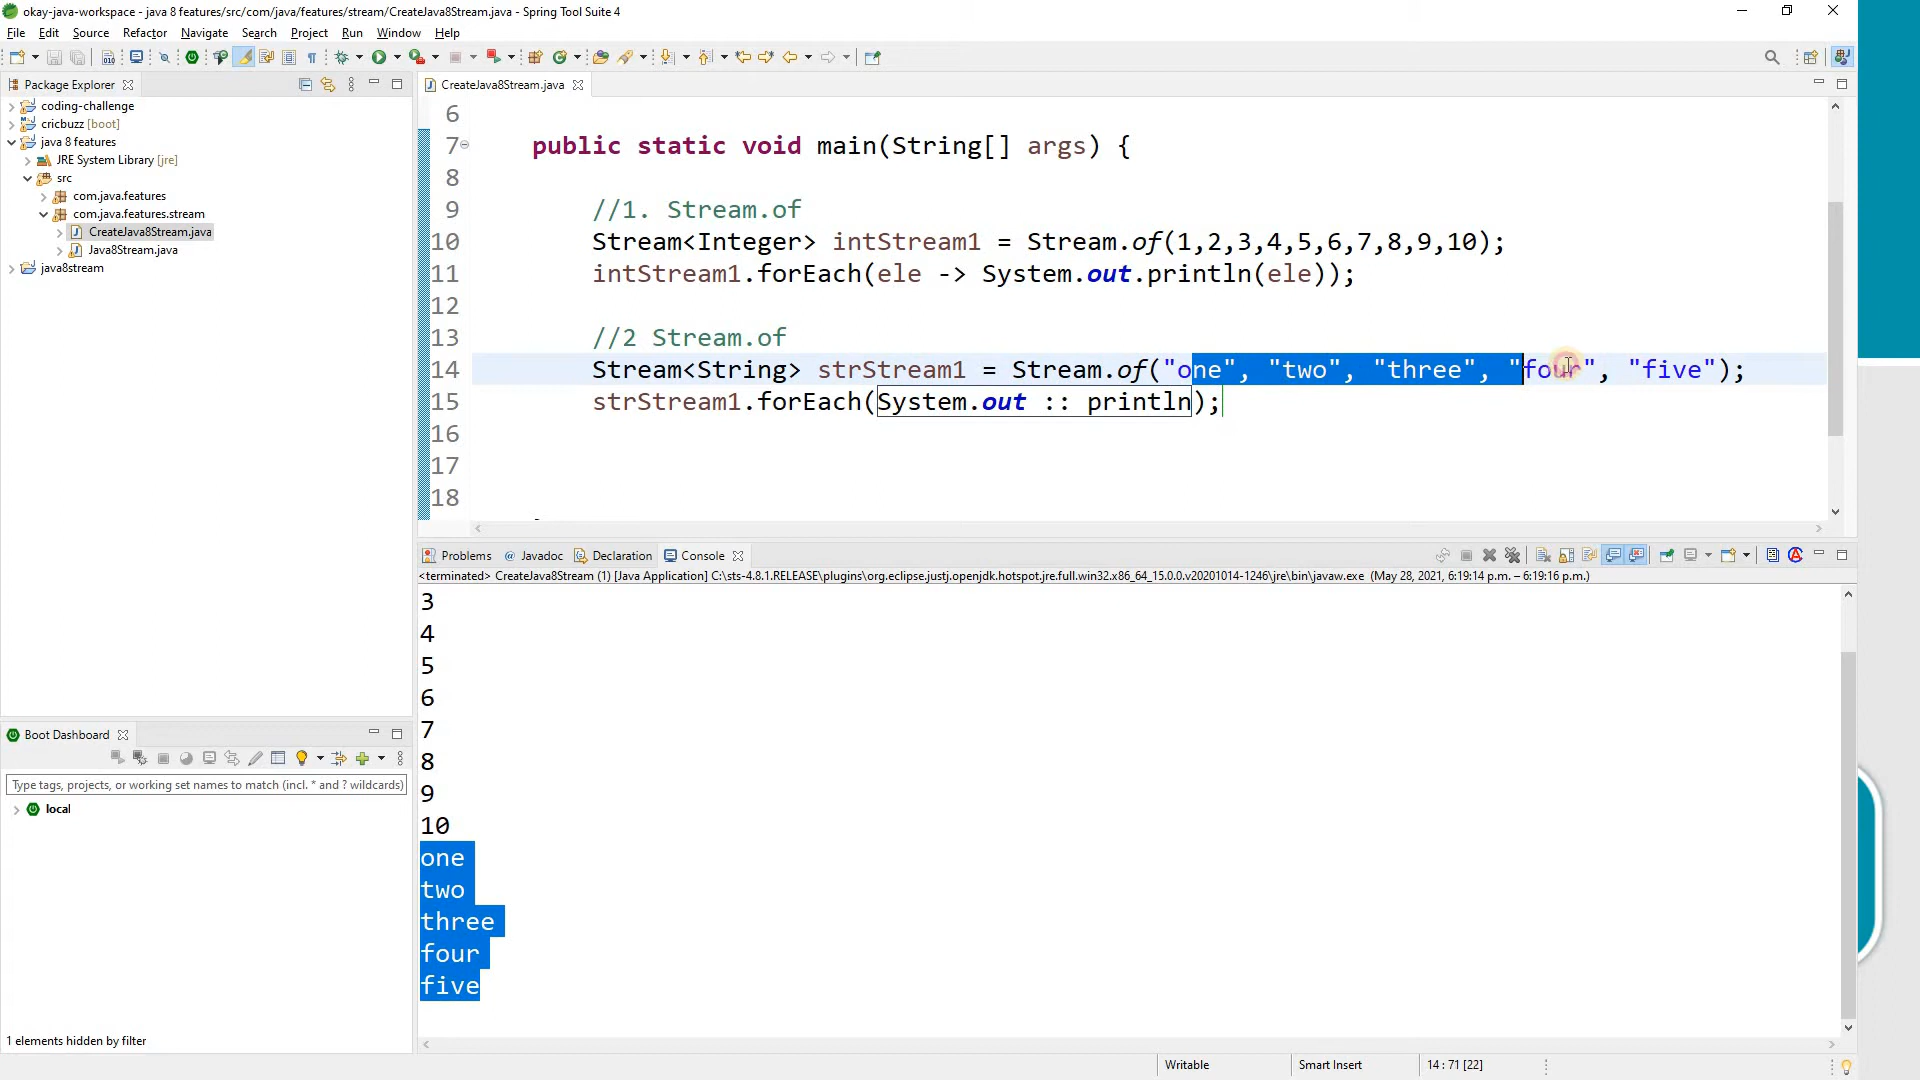 okay-java-workspace - java 8 features/src/com/java/features/stream/CreateJava8Stream.java - Spring Tool Suite 4
File Edit Source Refactor Navigate Search Project Run Window Help
Package Explorer
coding-challenge
cricbuzz [boot]
java 8 features
JRE System Library [jre]
src
com.java.features
com.java.features.stream
CreateJava8Stream.java
Java8Stream.java
java8stream
CreateJava8Stream.java
6
7 public static void main(String[] args) {
8
9 //1. Stream.of
10 Stream<Integer> intStream1 = Stream.of(1,2,3,4,5,6,7,8,9,10);
11 intStream1.forEach(ele -> System.out.println(ele));
12
13 //2 Stream.of
14 Stream<String> strStream1 = Stream.of("one", "two", "three", "four", "five");
15 strStream1.forEach(System.out :: println);
16
17
18
Problems Javadoc Declaration Console
<terminated> CreateJava8Stream (1) [Java Application] C:\sts-4.8.1.RELEASE\plugins\org.eclipse.justj.openjdk.hotspot.jre.full.win32.x86_64_15.0.0.v20201014-1246\jre\bin\javaw.exe (May 28, 2021, 6:19:14 p.m. – 6:19:16 p.m.)
3
4
5
6
7
8
9
10
one
two
three
four
five
Boot Dashboard
Type tags, projects, or working set names to match (incl. * and ? wildcards)
local
1 elements hidden by filter
Writable Smart Insert 14 : 71 [22]